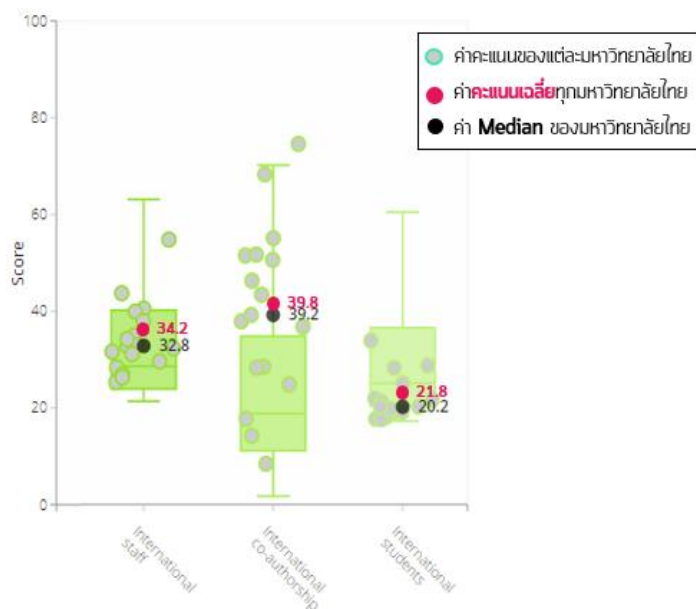 100
80
60
40
20
0
Score
ค่าคะแนนของแต่ละมหาวิทยาลัยไทย
ค่าคะแนนเฉลี่ยทุกมหาวิทยาลัยไทย
ค่า Median ของมหาวิทยาลัยไทย
34.2
32.8
39.8
39.2
21.8
20.2
International
staff
International
co-authorship
International
students